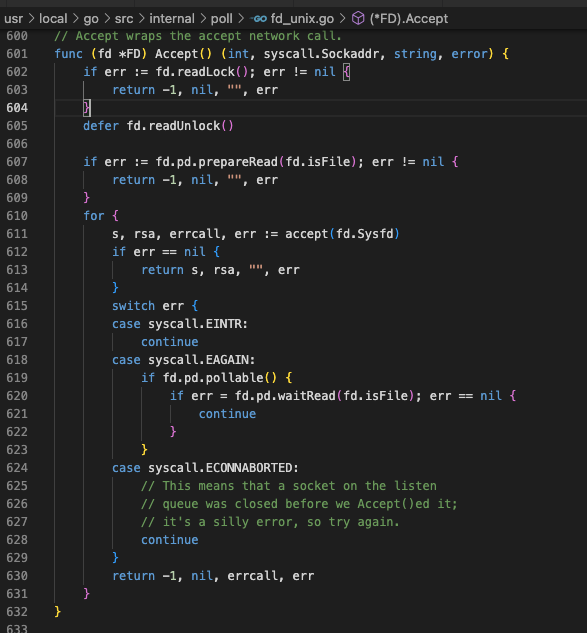 usr > local > go > src > internal > poll > fd_unix.go > (*FD).Accept
600 // Accept wraps the accept network call.
601 func (fd *FD) Accept() (int, syscall.Sockaddr, string, error) {
602     if err := fd.readLock(); err != nil {
603         return -1, nil, "", err
604     }
605     defer fd.readUnlock()
606
607     if err := fd.pd.prepareRead(fd.isFile); err != nil {
608         return -1, nil, "", err
609     }
610     for {
611         s, rsa, errcall, err := accept(fd.Sysfd)
612         if err == nil {
613             return s, rsa, "", err
614         }
615         switch err {
616         case syscall.EINTR:
617             continue
618         case syscall.EAGAIN:
619             if fd.pd.pollable() {
620                 if err = fd.pd.waitRead(fd.isFile); err == nil {
621                     continue
622                 }
623             }
624         case syscall.ECONNABORTED:
625             // This means that a socket on the listen
626             // queue was closed before we Accept()ed it;
627             // it's a silly error, so try again.
628             continue
629         }
630         return -1, nil, errcall, err
631     }
632 }
633